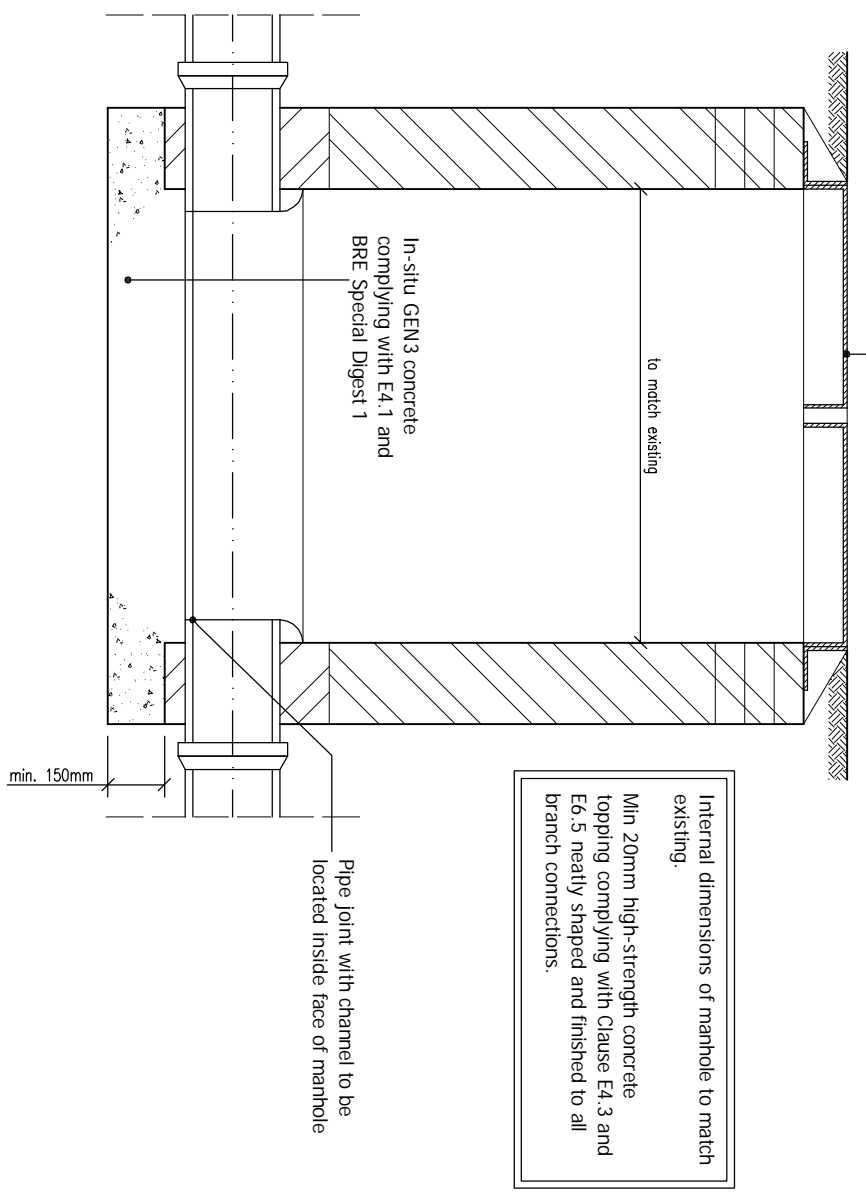 Internal dimensions of manhole to match
existing.
Min 20mm high-strength concrete
topping complying with Clause E4.3 and
E6.5 neatly shaped and finished to all
branch connections.
to match existing
In-situ GEN3 concrete
complying with E4.1 and
BRE Special Digest 1
Pipe joint with channel to be
located inside face of manhole
min. 150mm